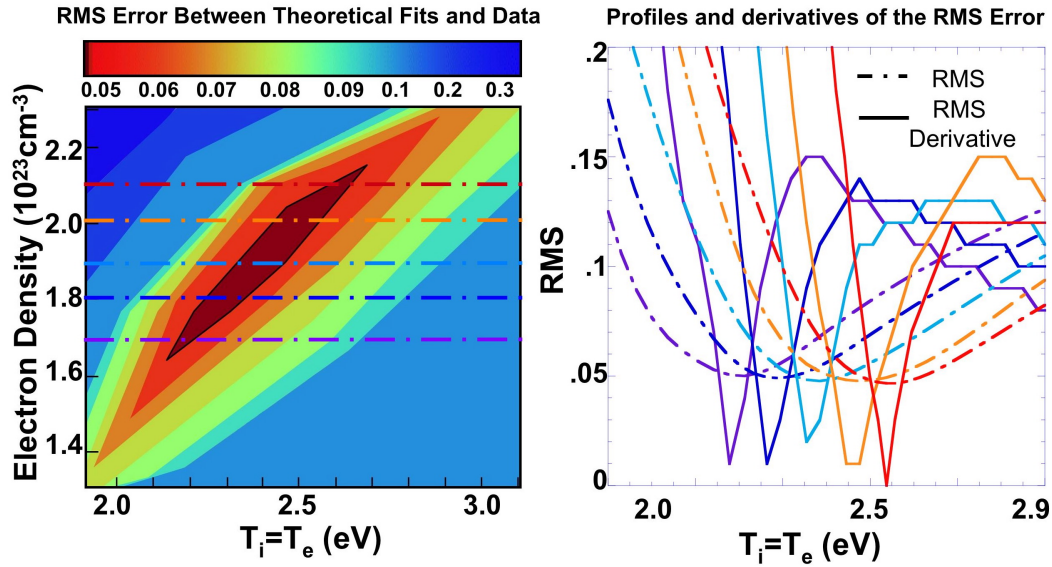 RMS Error Between Theoretical Fits and Data
0.05 0.06 0.07 0.08 0.09 0.1 0.2 0.3
Electron Density (10²³cm⁻³)
2.2
2.0
1.8
1.6
1.4
2.0 2.5 3.0
Tᵢ=Tₑ (eV)
Profiles and derivatives of the RMS Error
RMS
RMS
Derivative
RMS
.2
.15
.1
.05
0
2.0 2.5 2.9
Tᵢ=Tₑ (eV)